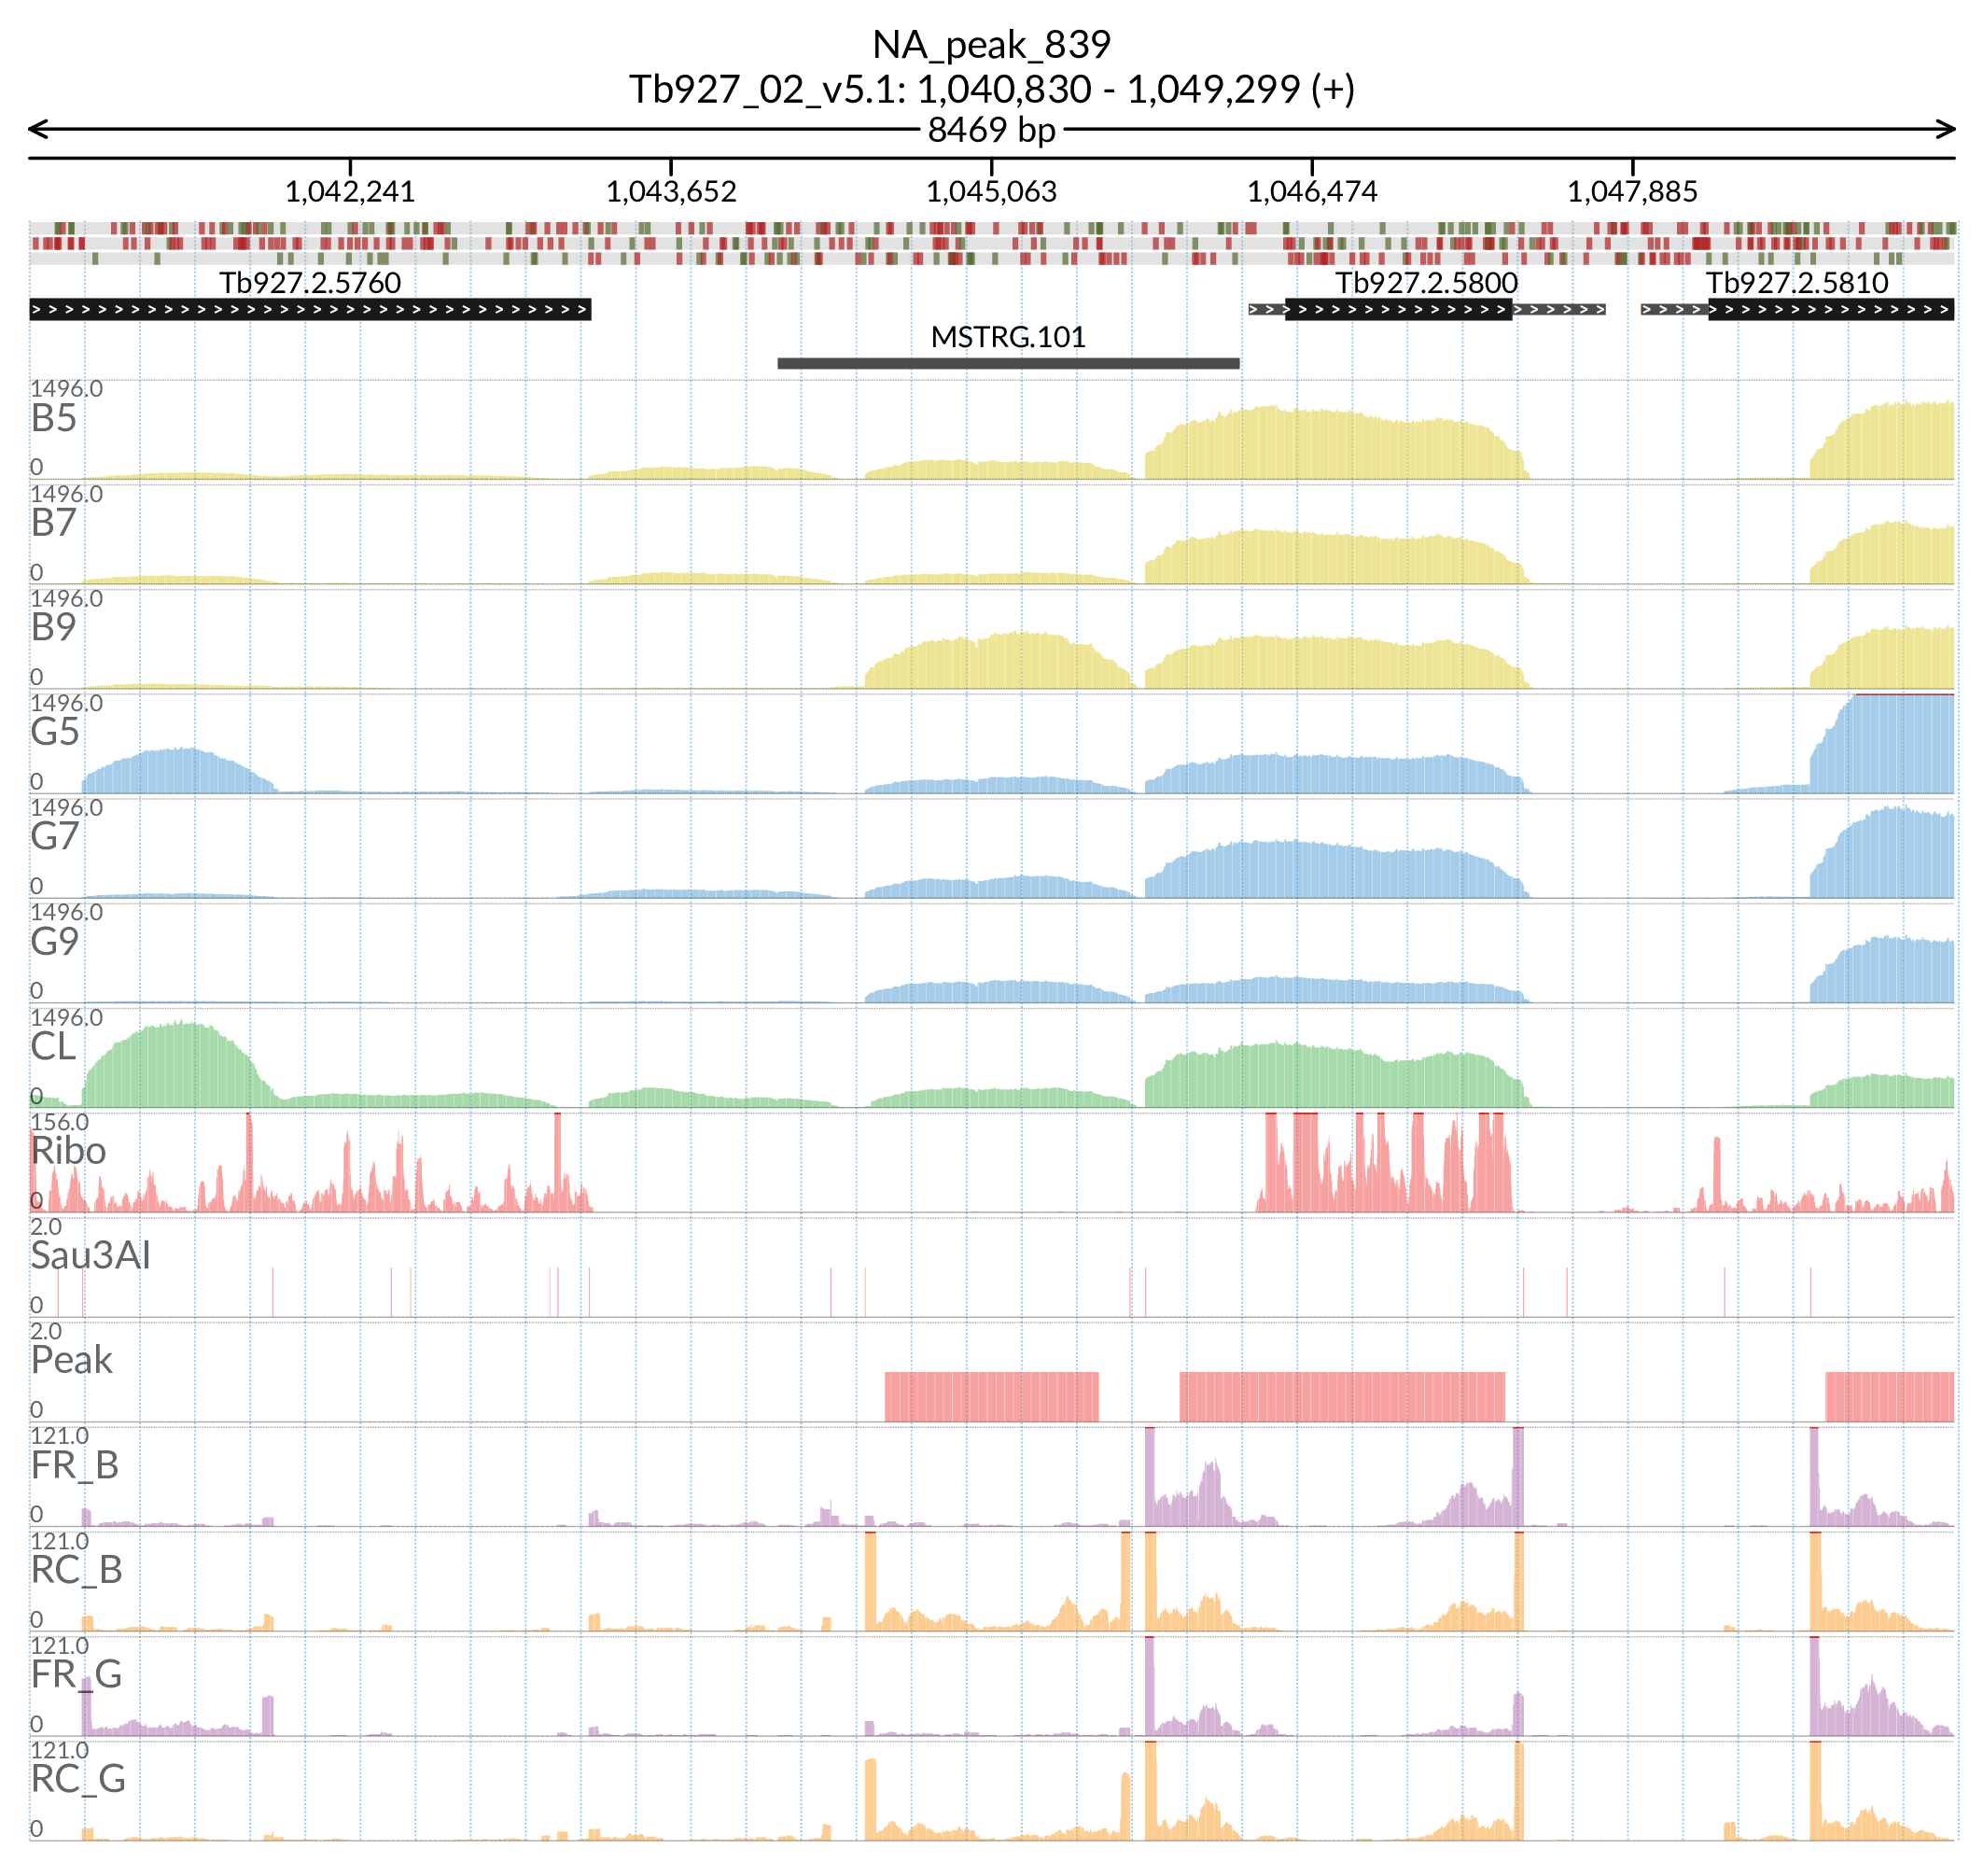 NA_peak_839
Tb927_02_v5.1: 1,040,830 - 1,049,299 (+)
8469 bp
1,042,241 1,043,652 1,045,063 1,046,474 1,047,885
Tb927.2.5760 Tb927.2.5800 Tb927.2.5810
MSTRG.101
1496.0
B5
0
1496.0
B7
0
1496.0
B9
0
1496.0
G5
0
1496.0
G7
0
1496.0
G9
0
1496.0
CL
0
156.0
Ribo
0
2.0
Sau3AI
0
2.0
Peak
0
121.0
FR_B
0
121.0
RC_B
0
121.0
FR_G
0
121.0
RC_G
0